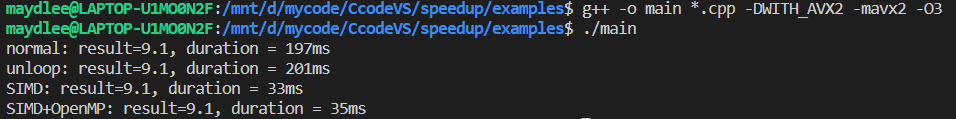 maydlee@LAPTOP-U1MO0N2F:/mnt/d/mycode/CcodeVS/speedup/examples$ g++ -o main *.cpp -DWITH_AVX2 -mavx2 -O3
maydlee@LAPTOP-U1MO0N2F:/mnt/d/mycode/CcodeVS/speedup/examples$ ./main
normal: result=9.1, duration = 197ms
unloop: result=9.1, duration = 201ms
SIMD: result=9.1, duration = 33ms
SIMD+OpenMP: result=9.1, duration = 35ms